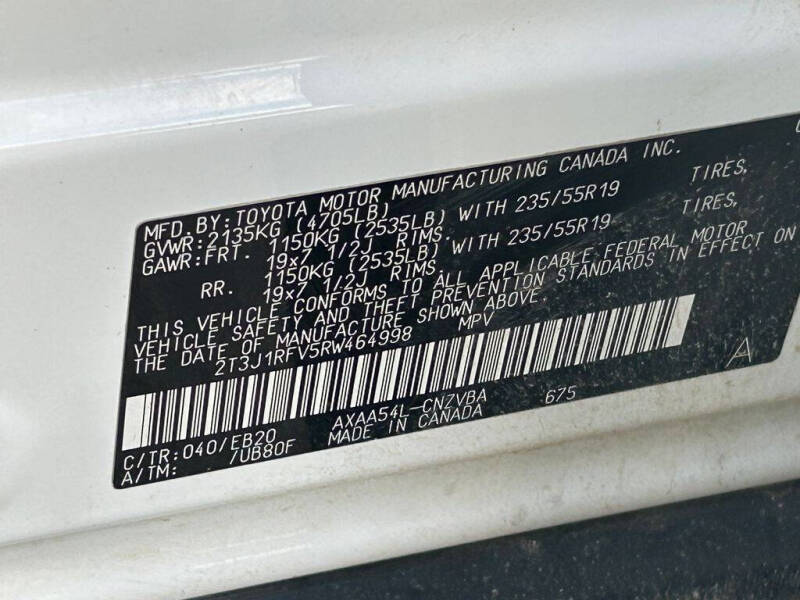 MFD.BY:TOYOTA MOTOR MANUFACTURING CANADA INC.
GVWR:2135KG (4705LB)
GAWR:FRT. 1150KG (2535LB) WITH 235/55R19 TIRES,
19x7 1/2J RIMS.
RR. 1150KG (2535LB) WITH 235/55R19 TIRES,
19x7 1/2J RIMS.
THIS VEHICLE CONFORMS TO ALL APPLICABLE FEDERAL MOTOR
VEHICLE SAFETY AND THEFT PREVENTION STANDARDS IN EFFECT ON
THE DATE OF MANUFACTURE SHOWN ABOVE.
2T3J1RFV5RW464998 MPV
C/TR:040/EB20 AXAA54L-CNZVBA 675 A
A/TM: /UB80F MADE IN CANADA